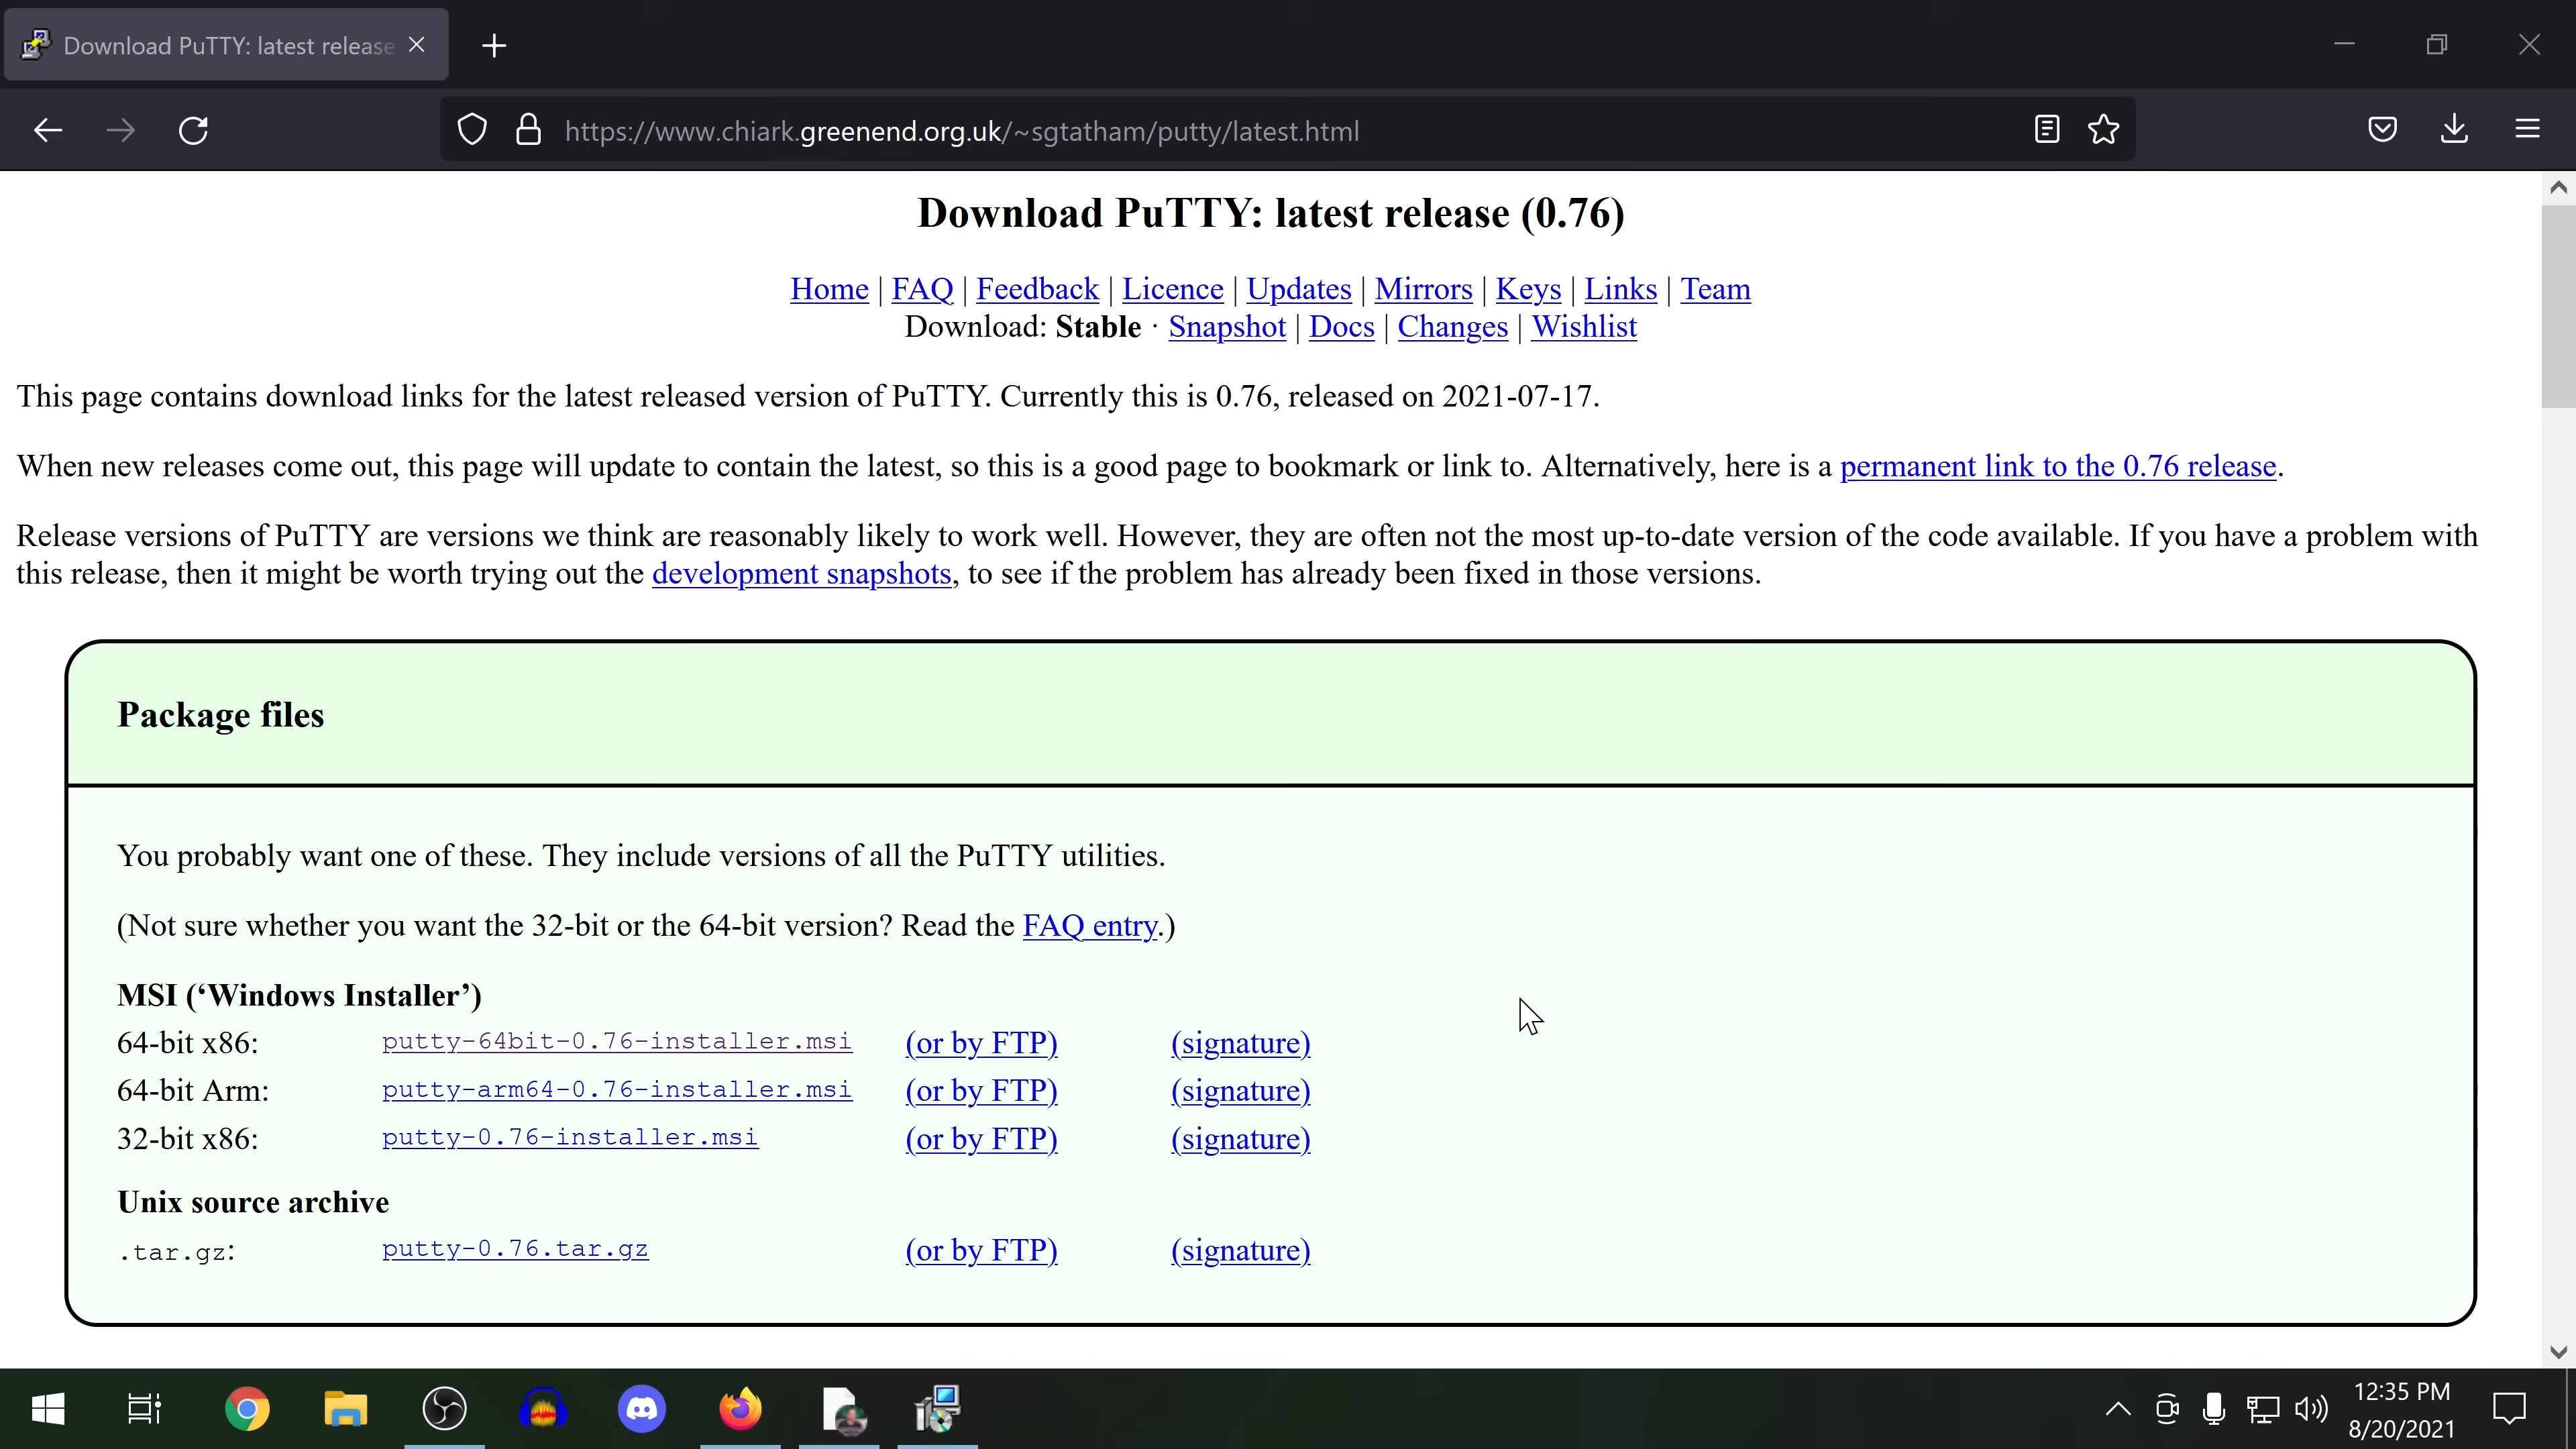 Download PuTTY: latest release
https://www.chiark.greenend.org.uk/~sgtatham/putty/latest.html
Download PuTTY: latest release (0.76)
Home | FAQ | Feedback | Licence | Updates | Mirrors | Keys | Links | Team
Download: Stable · Snapshot | Docs | Changes | Wishlist
This page contains download links for the latest released version of PuTTY. Currently this is 0.76, released on 2021-07-17.
When new releases come out, this page will update to contain the latest, so this is a good page to bookmark or link to. Alternatively, here is a permanent link to the 0.76 release.
Release versions of PuTTY are versions we think are reasonably likely to work well. However, they are often not the most up-to-date version of the code available. If you have a problem with
this release, then it might be worth trying out the development snapshots, to see if the problem has already been fixed in those versions.
Package files
You probably want one of these. They include versions of all the PuTTY utilities.
(Not sure whether you want the 32-bit or the 64-bit version? Read the FAQ entry.)
MSI (‘Windows Installer’)
64-bit x86: putty-64bit-0.76-installer.msi (or by FTP) (signature)
64-bit Arm: putty-arm64-0.76-installer.msi (or by FTP) (signature)
32-bit x86: putty-0.76-installer.msi (or by FTP) (signature)
Unix source archive
.tar.gz: putty-0.76.tar.gz (or by FTP) (signature)
12:35 PM
8/20/2021